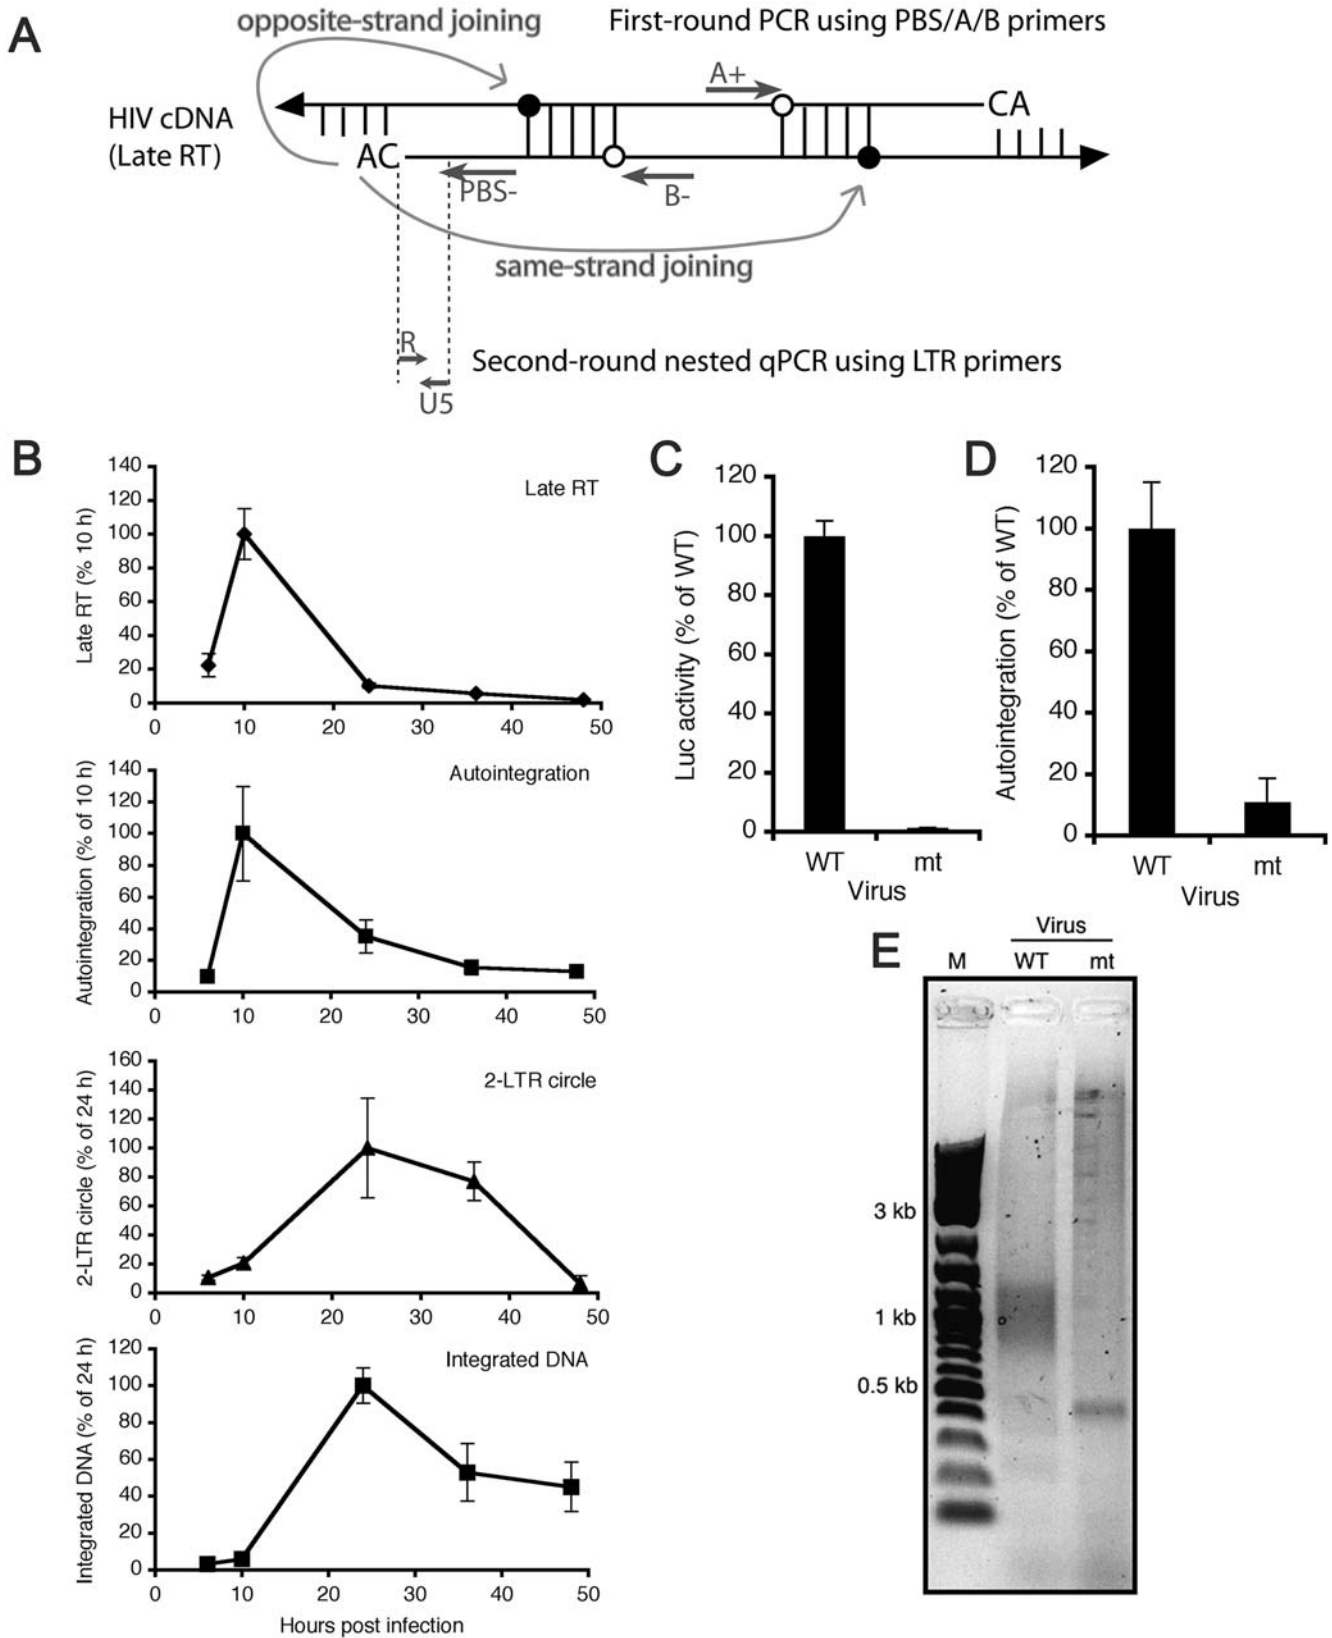 A
opposite-strand joining
First-round PCR using PBS/A/B primers
A+
HIV cDNA
(Late RT)
CA
AC
PBS-
B-
same-strand joining
R
Second-round nested qPCR using LTR primers
U5
B
Late RT (% 10 h)
140
120
100
80
60
40
20
0
Late RT
0 10 20 30 40 50
Autointegration (% of 10 h)
140
120
100
80
60
40
20
0
Autointegration
0 10 20 30 40 50
2-LTR circle (% of 24 h)
160
140
120
100
80
60
40
20
0
2-LTR circle
0 10 20 30 40 50
Integrated DNA (% of 24 h)
120
100
80
60
40
20
0
Integrated DNA
0 10 20 30 40 50
Hours post infection
C
Luc activity (% of WT)
120
100
80
60
40
20
0
WT mt
Virus
D
Autointegration (% of WT)
120
100
80
60
40
20
0
WT mt
Virus
E
Virus
M WT mt
3 kb
1 kb
0.5 kb